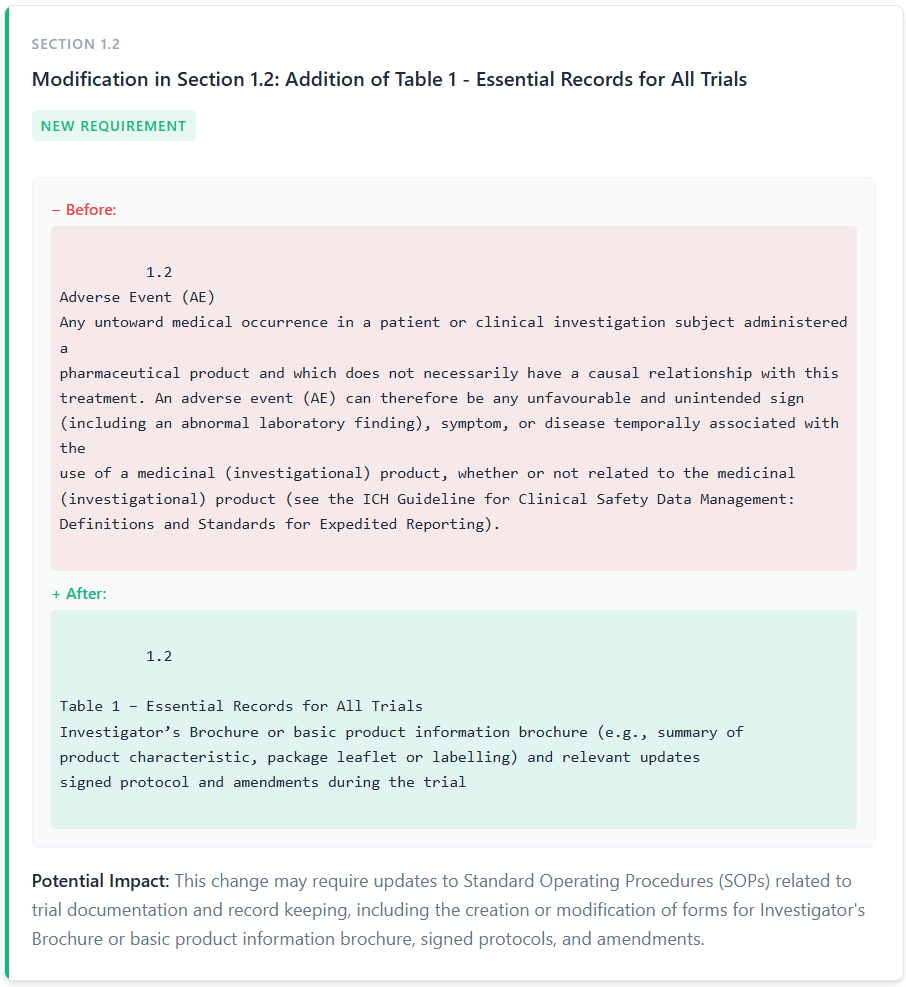 SECTION 1.2
Modification in Section 1.2: Addition of Table 1 - Essential Records for All Trials
NEW REQUIREMENT
− Before:
1.2
Adverse Event (AE)
Any untoward medical occurrence in a patient or clinical investigation subject administered
a
pharmaceutical product and which does not necessarily have a causal relationship with this
treatment. An adverse event (AE) can therefore be any unfavourable and unintended sign
(including an abnormal laboratory finding), symptom, or disease temporally associated with
the
use of a medicinal (investigational) product, whether or not related to the medicinal
(investigational) product (see the ICH Guideline for Clinical Safety Data Management:
Definitions and Standards for Expedited Reporting).
+ After:
1.2
Table 1 – Essential Records for All Trials
Investigator’s Brochure or basic product information brochure (e.g., summary of
product characteristic, package leaflet or labelling) and relevant updates
signed protocol and amendments during the trial
Potential Impact: This change may require updates to Standard Operating Procedures (SOPs) related to
trial documentation and record keeping, including the creation or modification of forms for Investigator's
Brochure or basic product information brochure, signed protocols, and amendments.